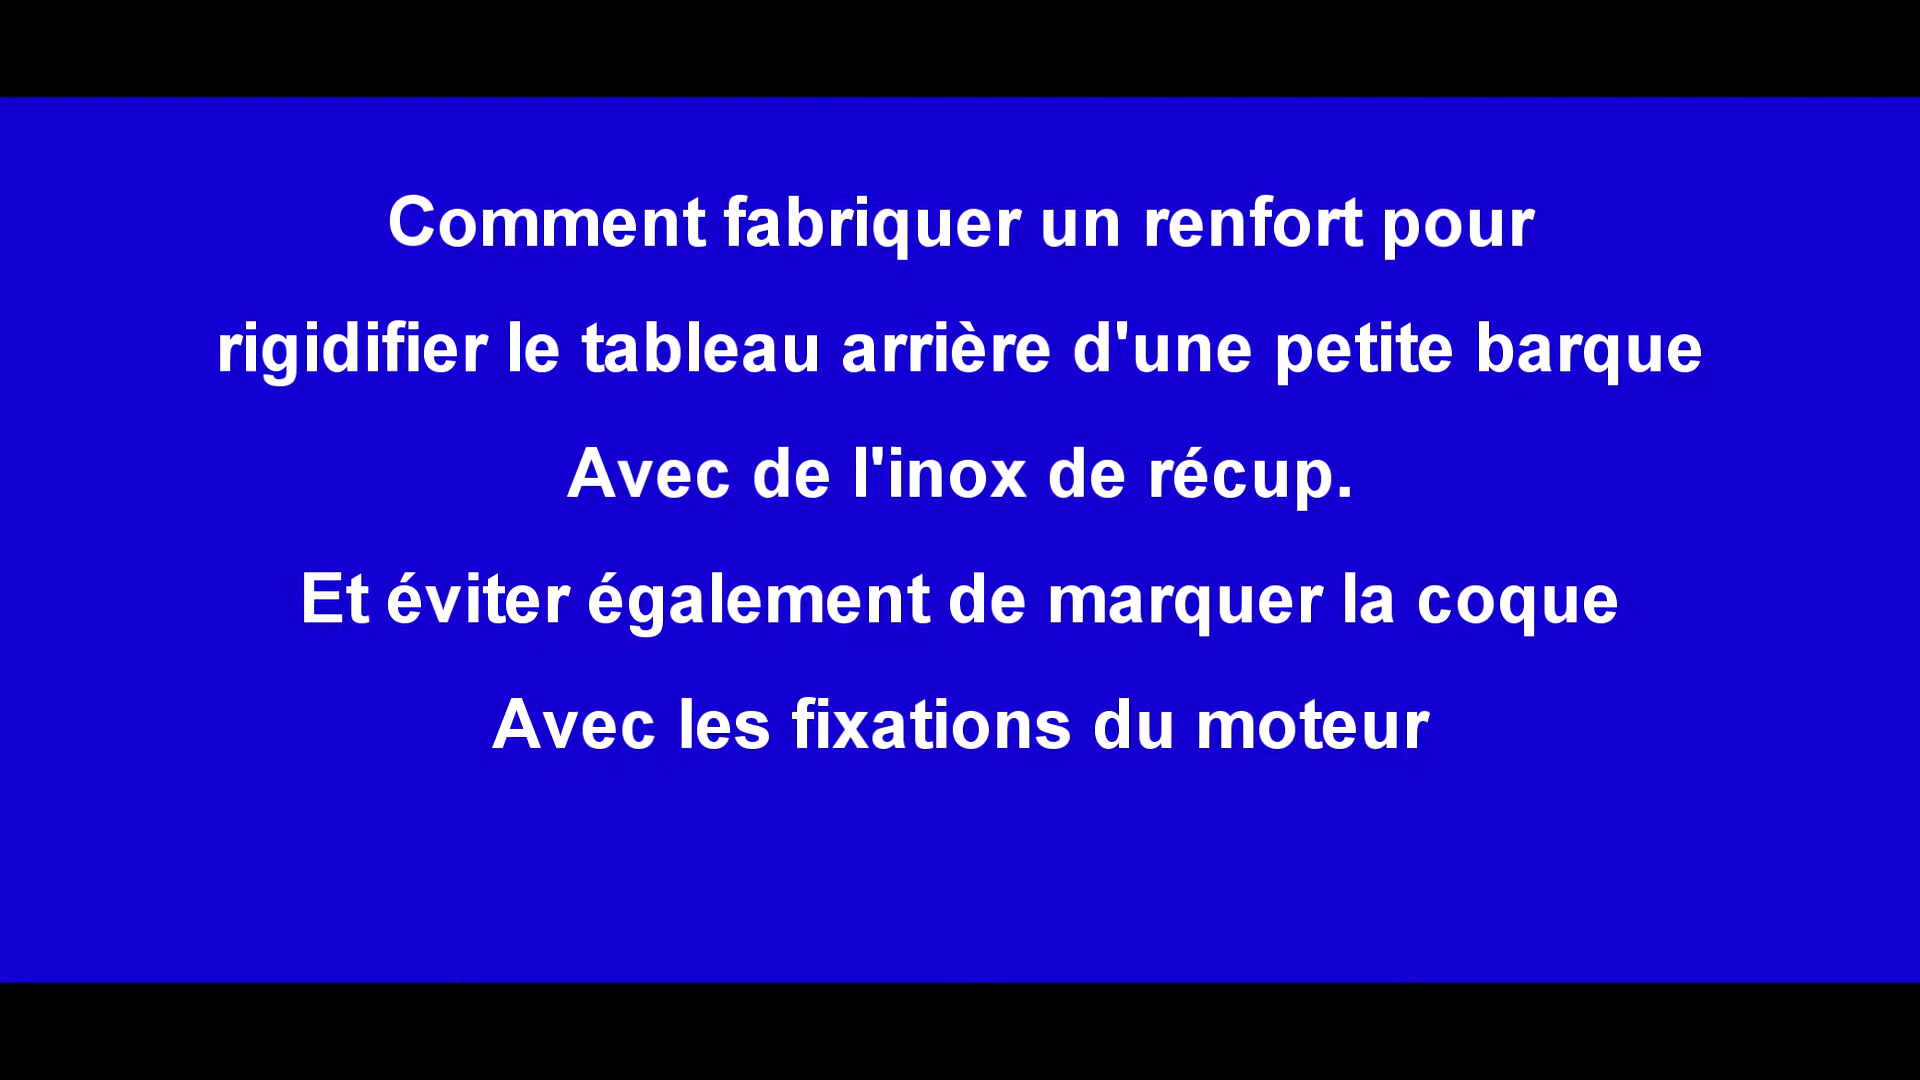 Comment fabriquer un renfort pour
rigidifier le tableau arrière d'une petite barque
Avec de l'inox de récup.
Et éviter également de marquer la coque
Avec les fixations du moteur